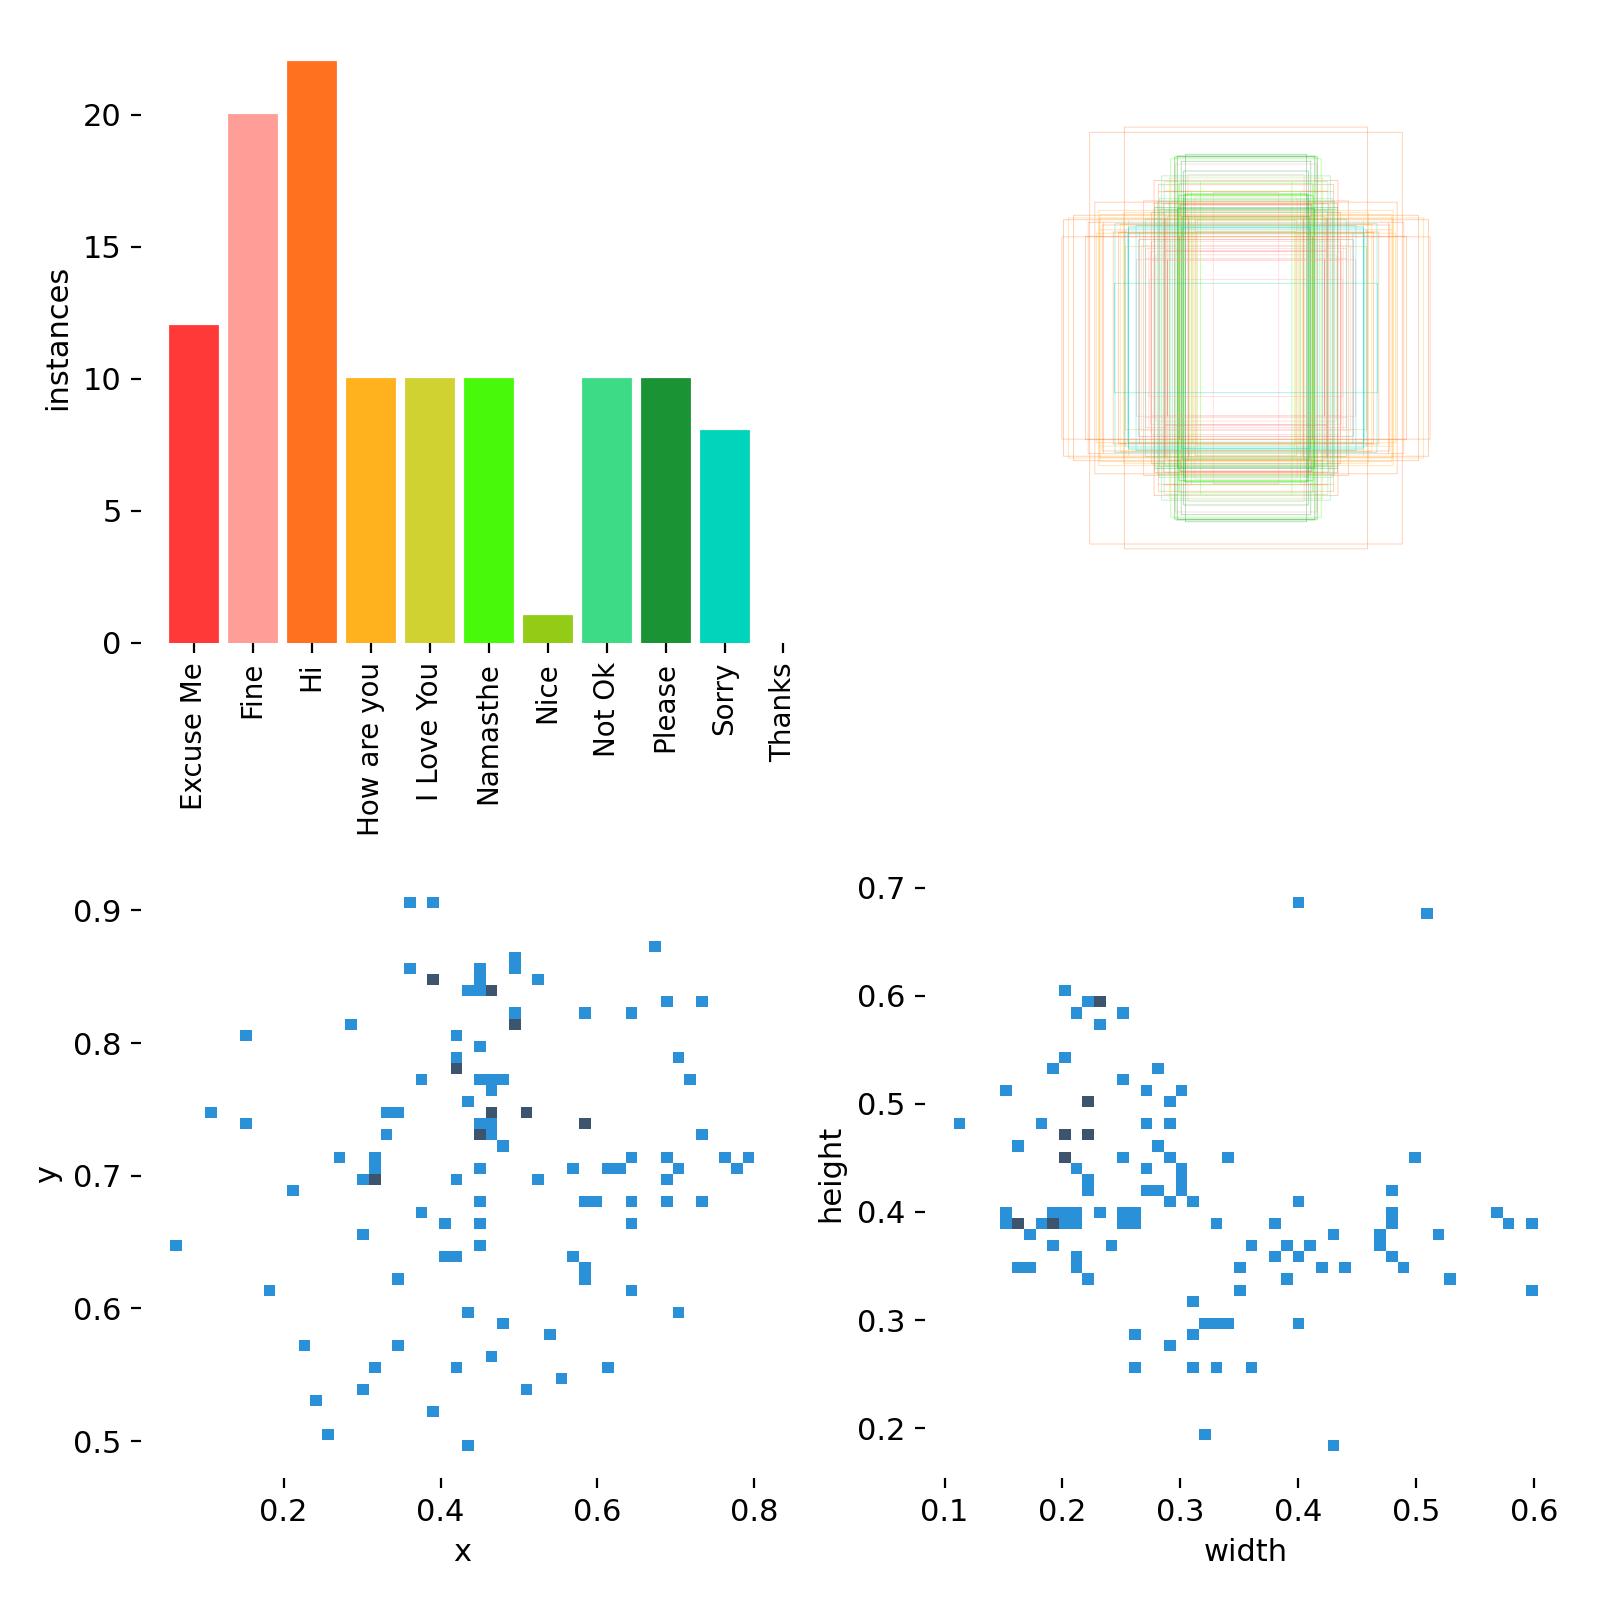 instances
20
15
10
5
0
Excuse Me
Fine
Hi
How are you
I Love You
Namasthe
Nice
Not Ok
Please
Sorry
Thanks
y
0.9
0.8
0.7
0.6
0.5
0.2 0.4 0.6 0.8
x
height
0.7
0.6
0.5
0.4
0.3
0.2
0.1 0.2 0.3 0.4 0.5 0.6
width